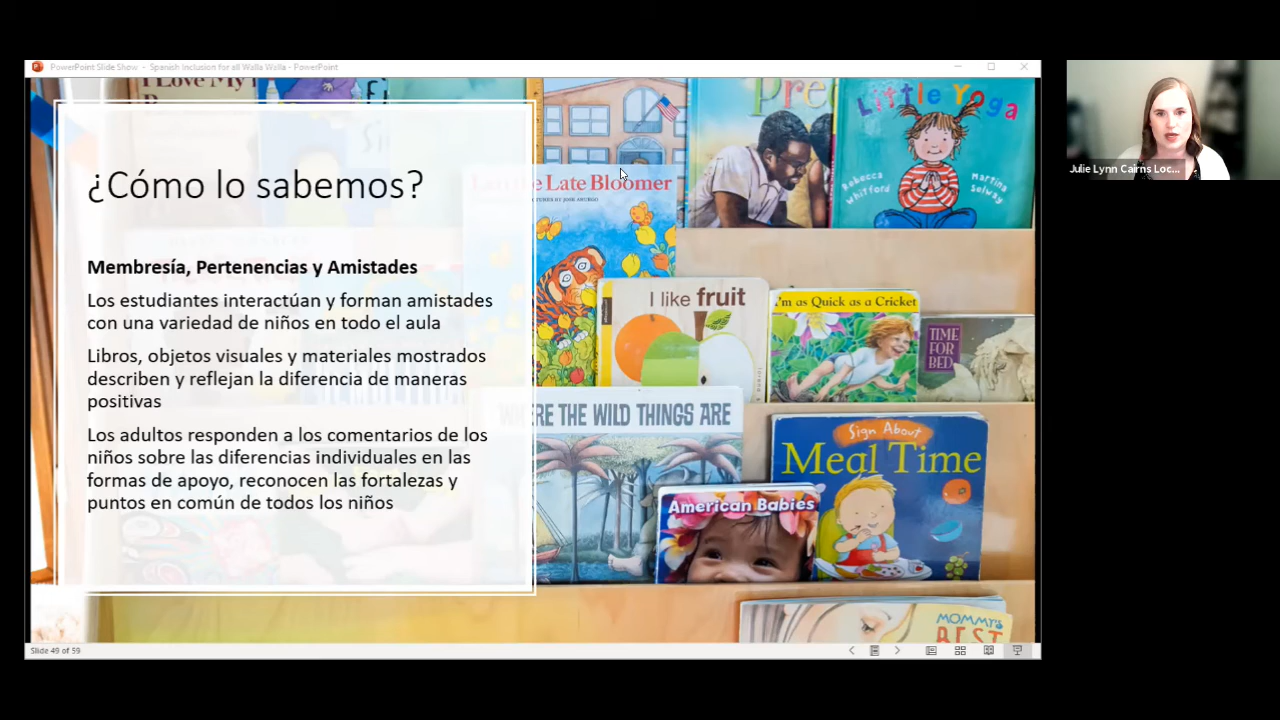 PowerPoint Slide Show - Spanish Inclusion for all Walla Walla - PowerPoint
¿Cómo lo sabemos?
Membresía, Pertenencias y Amistades
Los estudiantes interactúan y forman amistades
con una variedad de niños en todo el aula
Libros, objetos visuales y materiales mostrados
describen y reflejan la diferencia de maneras
positivas
Los adultos responden a los comentarios de los
niños sobre las diferencias individuales en las
formas de apoyo, reconocen las fortalezas y
puntos en común de todos los niños
I Love My
Late Bloomer
PICTURES BY JOSE ARUEGO
Little Yoga
Rebecca
Whitford
Martina
Selway
I like fruit
I'm as Quick as a Cricket
TIME
FOR
BED
WHERE THE WILD THINGS ARE
Sign About
Meal Time
American Babies
MOMMY'S
BEST
Slide 49 of 59
Julie Lynn Cairns Loc...